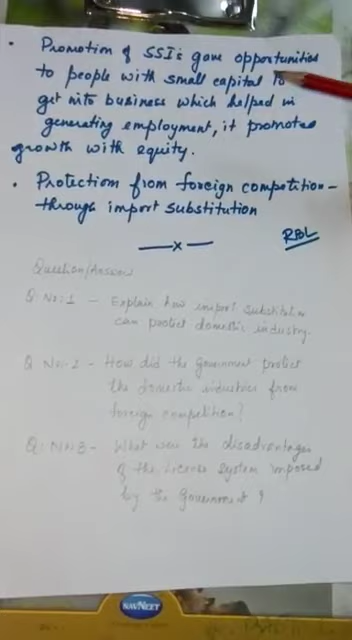 • Promotion of SSI's gave opportunities
to people with small capital to
get into business which helped in
generating employment, it promotes
growth with equity.
• Protection from foreign competition -
through import substitution
—x—
RBL
Question/Answer
Q. No:1 - Explain how import substitution
can protect domestic industry.
Q No:-2 - How did the government protect
the domestic industries from
foreign competition?
Q. No 3 - What were the disadvantages
of the license system imposed
by the government?
NAVNEET